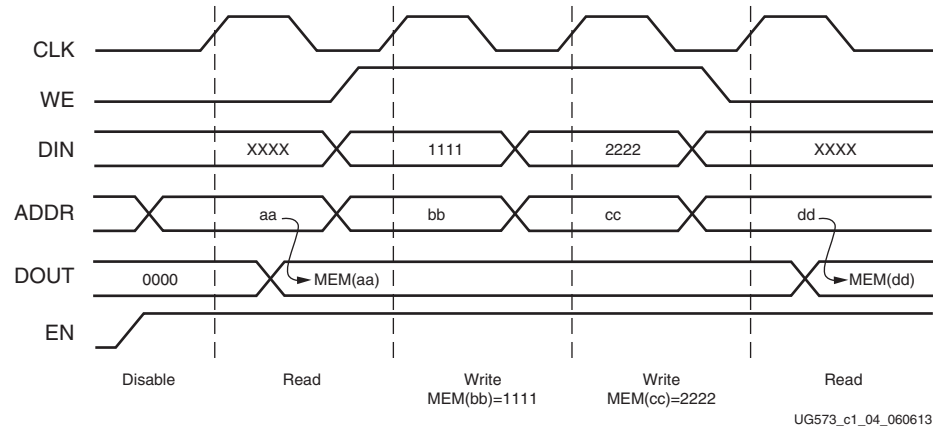 CLK
WE
DIN XXXX 1111 2222 XXXX
ADDR aa bb cc dd
DOUT 0000 MEM(aa) MEM(dd)
EN
Disable Read Write Write Read
MEM(bb)=1111 MEM(cc)=2222
UG573_c1_04_060613